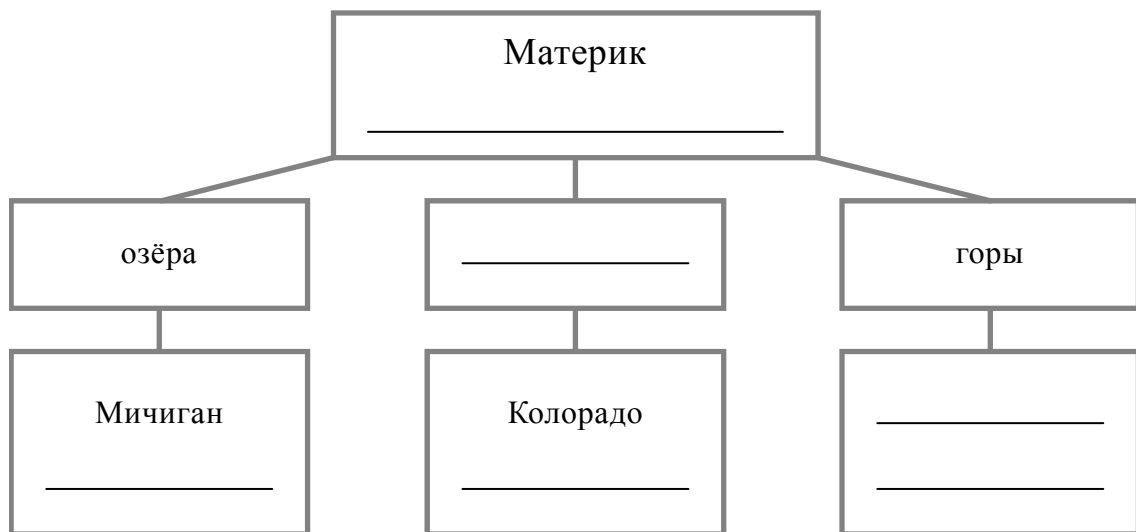 Материк
озёра
горы
Мичиган
Колорадо